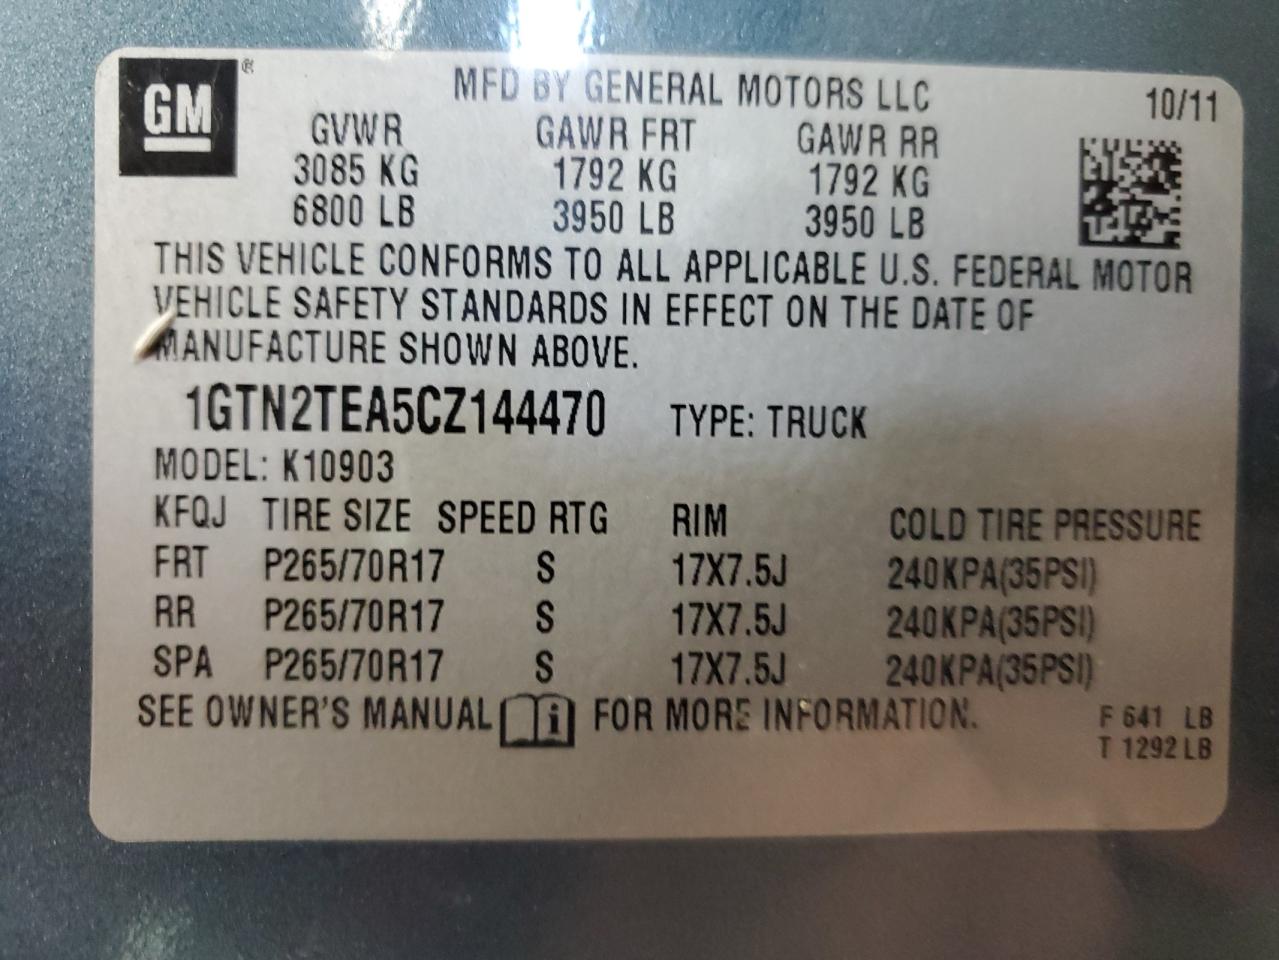 GM ®
MFD BY GENERAL MOTORS LLC 10/11
GVWR GAWR FRT GAWR RR
3085 KG 1792 KG 1792 KG
6800 LB 3950 LB 3950 LB
THIS VEHICLE CONFORMS TO ALL APPLICABLE U.S. FEDERAL MOTOR
VEHICLE SAFETY STANDARDS IN EFFECT ON THE DATE OF
MANUFACTURE SHOWN ABOVE.
1GTN2TEA5CZ144470 TYPE: TRUCK
MODEL: K10903
KFQJ TIRE SIZE SPEED RTG RIM COLD TIRE PRESSURE
FRT P265/70R17 S 17X7.5J 240KPA(35PSI)
RR P265/70R17 S 17X7.5J 240KPA(35PSI)
SPA P265/70R17 S 17X7.5J 240KPA(35PSI)
SEE OWNER'S MANUAL i FOR MORE INFORMATION.
F 641 LB
T 1292 LB